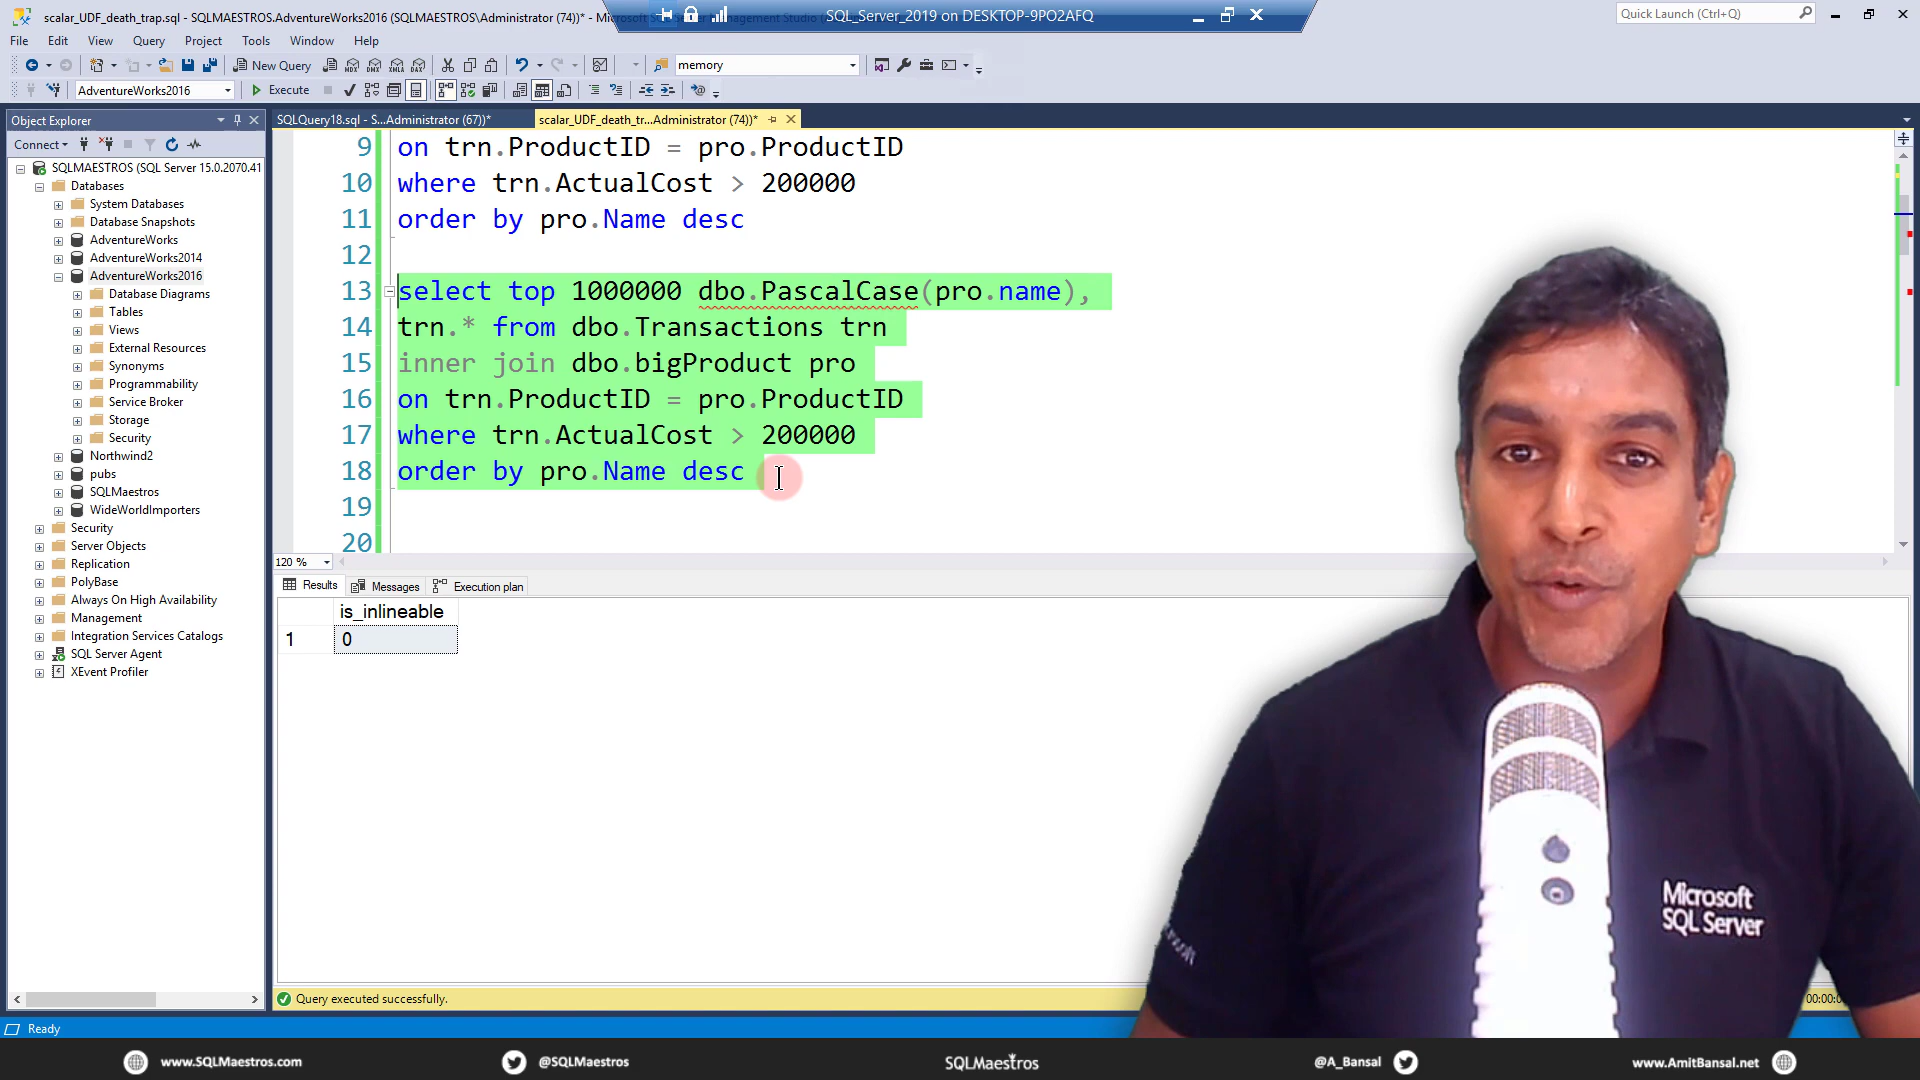 scalar_UDF_death_trap.sql - SQLMAESTROS.AdventureWorks2016 (SQLMAESTROS\Administrator (74))* - Mi
SQL_Server_2019 on DESKTOP-9PO2AFQ
Quick Launch (Ctrl+Q)
File Edit View Query Project Tools Window Help
New Query
MDX DMX XMLA DAX
memory
AdventureWorks2016
Execute
Object Explorer
SQLQuery18.sql - S...Administrator (67))*
scalar_UDF_death_tr...Administrator (74))*
Connect
SQLMAESTROS (SQL Server 15.0.2070.41
Databases
System Databases
Database Snapshots
AdventureWorks
AdventureWorks2014
AdventureWorks2016
Database Diagrams
Tables
Views
External Resources
Synonyms
Programmability
Service Broker
Storage
Security
Northwind2
pubs
SQLMaestros
WideWorldImporters
Security
Server Objects
Replication
PolyBase
Always On High Availability
Management
Integration Services Catalogs
SQL Server Agent
XEvent Profiler
9 on trn.ProductID = pro.ProductID
10 where trn.ActualCost > 200000
11 order by pro.Name desc
12
13 select top 1000000 dbo.PascalCase(pro.name),
14 trn.* from dbo.Transactions trn
15 inner join dbo.bigProduct pro
16 on trn.ProductID = pro.ProductID
17 where trn.ActualCost > 200000
18 order by pro.Name desc
19
20
120 %
Results Messages Execution plan
is_inlineable
1 0
Query executed successfully.
00:00:0
Ready
Microsoft
SQL Server
www.SQLMaestros.com
@SQLMaestros
SQLMaestros
@A_Bansal
www.AmitBansal.net